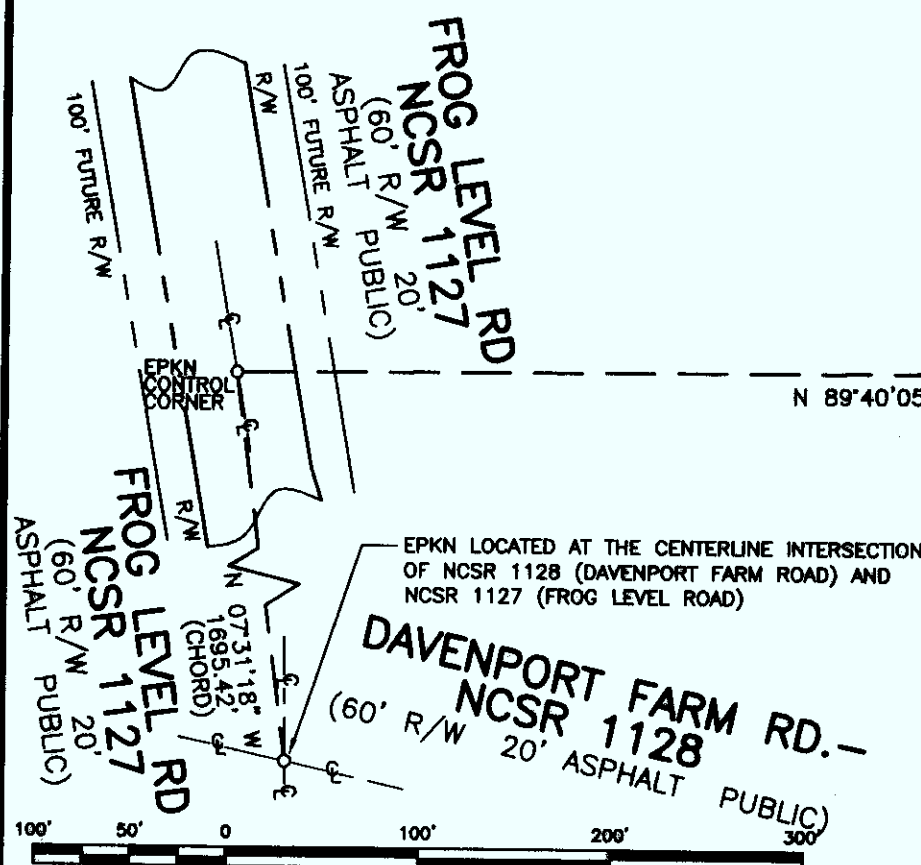 FROG LEVEL RD
NCSR 1127
(60' R/W 20'
ASPHALT PUBLIC)
R/W
100' FUTURE R/W
100' FUTURE R/W
℄
EPKN
CONTROL
CORNER
℄
N 89°40'05
R/W
FROG LEVEL RD
NCSR 1127
(60' R/W 20'
ASPHALT PUBLIC)
EPKN LOCATED AT THE CENTERLINE INTERSECTION
OF NCSR 1128 (DAVENPORT FARM ROAD) AND
NCSR 1127 (FROG LEVEL ROAD)
N 07°31'18" W
1695.42'
(CHORD)
℄
℄
℄
℄
DAVENPORT FARM RD.-
NCSR 1128
(60' R/W 20' ASPHALT PUBLIC)
100' 50' 0 100' 200' 300'